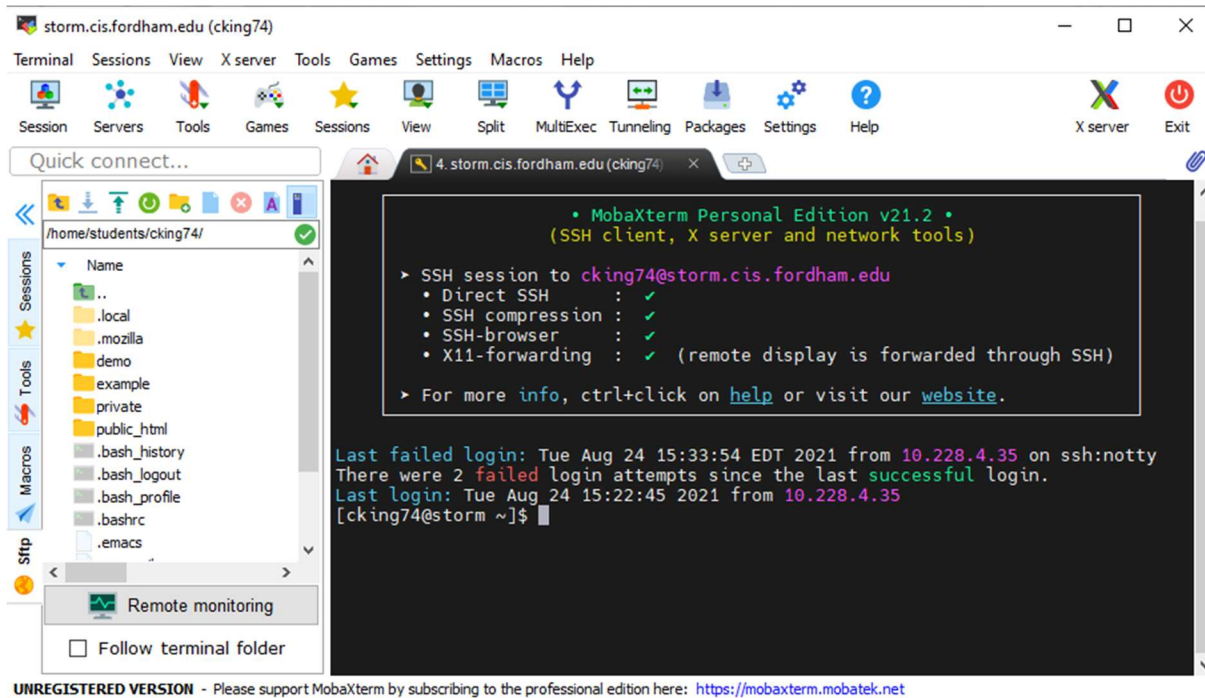 storm.cis.fordham.edu (cking74)
Terminal Sessions View X server Tools Games Settings Macros Help
Session Servers Tools Games Sessions View Split MultiExec Tunneling Packages Settings Help X server Exit
Quick connect...
4. storm.cis.fordham.edu (cking74)
/home/students/cking74/
Name
..
.local
.mozilla
demo
example
private
public_html
.bash_history
.bash_logout
.bash_profile
.bashrc
.emacs
Sessions
Tools
Macros
Sftp
Remote monitoring
Follow terminal folder
• MobaXterm Personal Edition v21.2 •
(SSH client, X server and network tools)
➤ SSH session to cking74@storm.cis.fordham.edu
• Direct SSH : ✔
• SSH compression : ✔
• SSH-browser : ✔
• X11-forwarding : ✔ (remote display is forwarded through SSH)
➤ For more info, ctrl+click on help or visit our website.
Last failed login: Tue Aug 24 15:33:54 EDT 2021 from 10.228.4.35 on ssh:notty
There were 2 failed login attempts since the last successful login.
Last login: Tue Aug 24 15:22:45 2021 from 10.228.4.35
[cking74@storm ~]$
UNREGISTERED VERSION - Please support MobaXterm by subscribing to the professional edition here: https://mobaxterm.mobatek.net